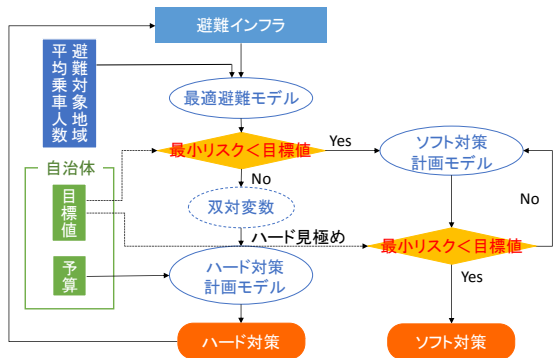 避難インフラ
避難対象地域
平均乗車人数
最適避難モデル
最小リスク<目標値
Yes
ソフト対策
計画モデル
自治体
No
目標値
双対変数
No
ハード見極め
最小リスク<目標値
予算
ハード対策
計画モデル
Yes
ハード対策
ソフト対策